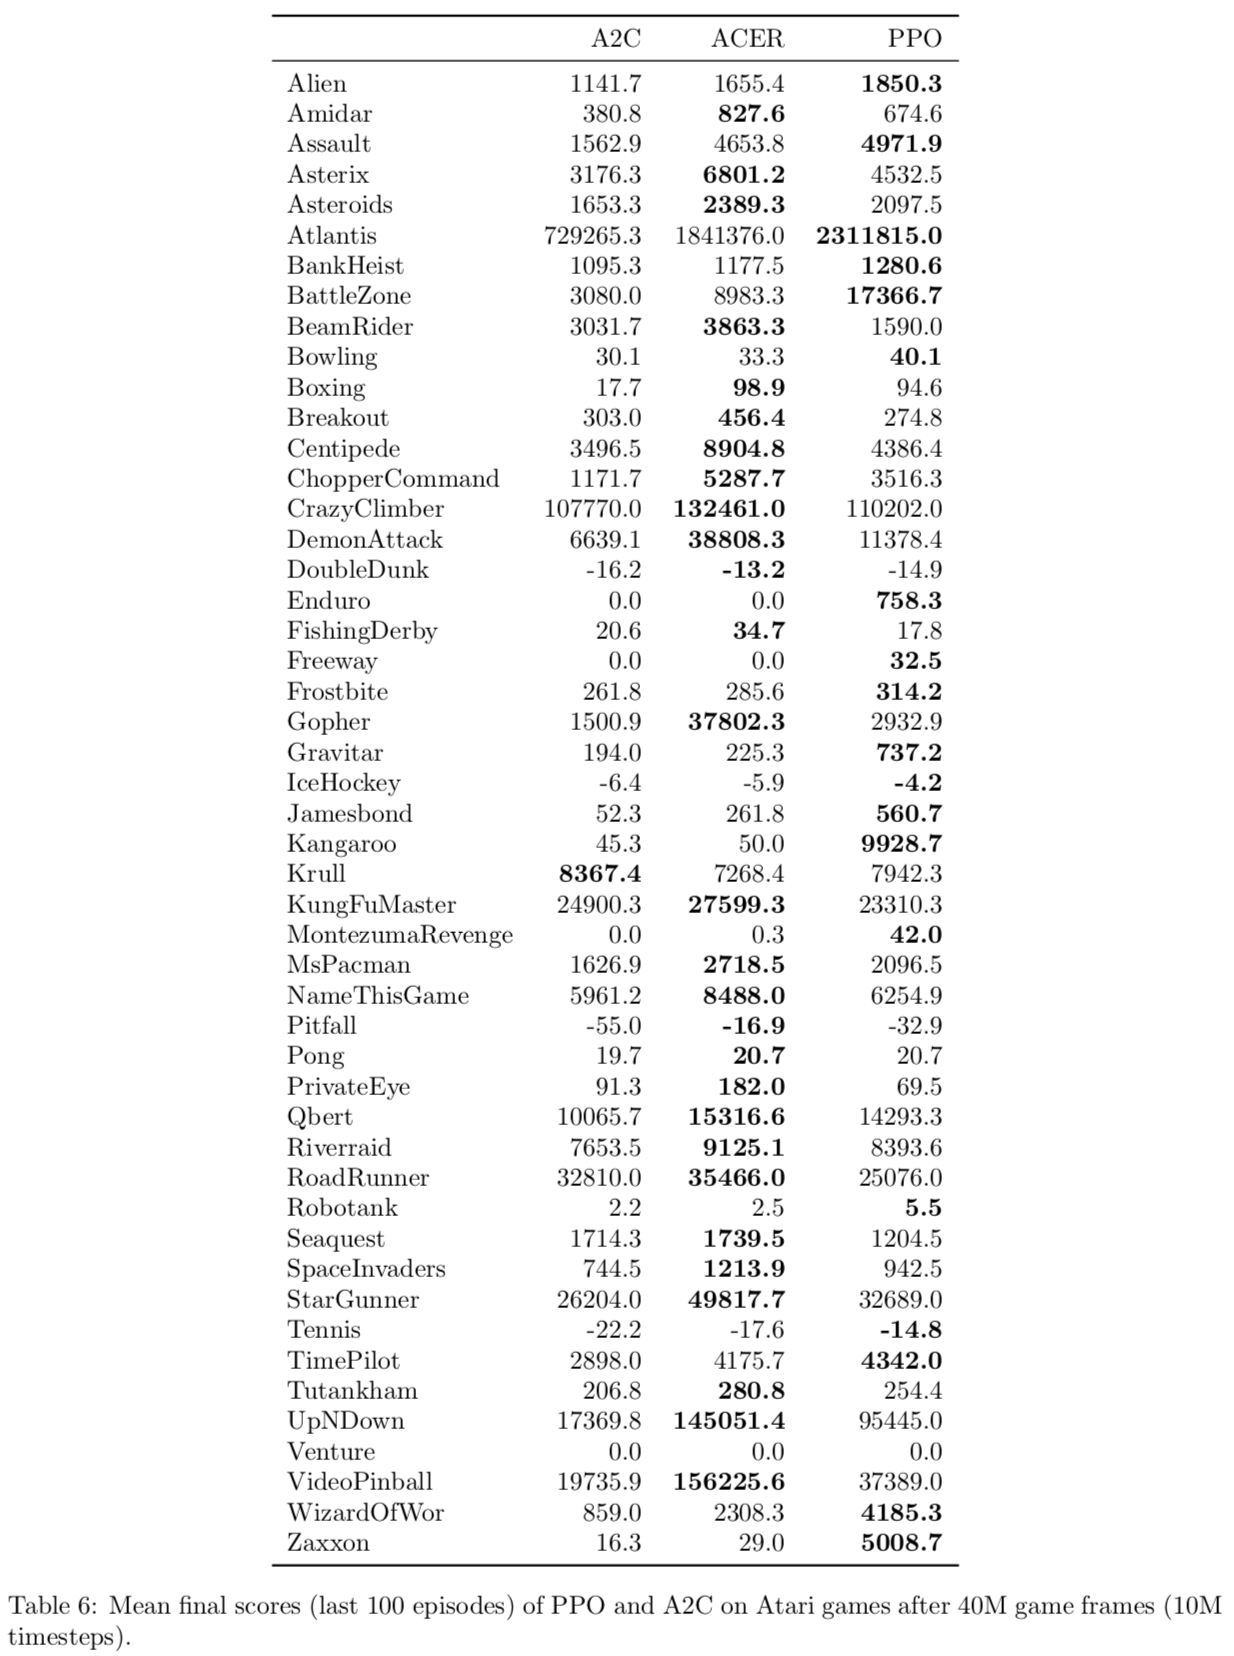 A2C ACER PPO
Alien 1141.7 1655.4 1850.3
Amidar 380.8 827.6 674.6
Assault 1562.9 4653.8 4971.9
Asterix 3176.3 6801.2 4532.5
Asteroids 1653.3 2389.3 2097.5
Atlantis 729265.3 1841376.0 2311815.0
BankHeist 1095.3 1177.5 1280.6
BattleZone 3080.0 8983.3 17366.7
BeamRider 3031.7 3863.3 1590.0
Bowling 30.1 33.3 40.1
Boxing 17.7 98.9 94.6
Breakout 303.0 456.4 274.8
Centipede 3496.5 8904.8 4386.4
ChopperCommand 1171.7 5287.7 3516.3
CrazyClimber 107770.0 132461.0 110202.0
DemonAttack 6639.1 38808.3 11378.4
DoubleDunk -16.2 -13.2 -14.9
Enduro 0.0 0.0 758.3
FishingDerby 20.6 34.7 17.8
Freeway 0.0 0.0 32.5
Frostbite 261.8 285.6 314.2
Gopher 1500.9 37802.3 2932.9
Gravitar 194.0 225.3 737.2
IceHockey -6.4 -5.9 -4.2
Jamesbond 52.3 261.8 560.7
Kangaroo 45.3 50.0 9928.7
Krull 8367.4 7268.4 7942.3
KungFuMaster 24900.3 27599.3 23310.3
MontezumaRevenge 0.0 0.3 42.0
MsPacman 1626.9 2718.5 2096.5
NameThisGame 5961.2 8488.0 6254.9
Pitfall -55.0 -16.9 -32.9
Pong 19.7 20.7 20.7
PrivateEye 91.3 182.0 69.5
Qbert 10065.7 15316.6 14293.3
Riverraid 7653.5 9125.1 8393.6
RoadRunner 32810.0 35466.0 25076.0
Robotank 2.2 2.5 5.5
Seaquest 1714.3 1739.5 1204.5
SpaceInvaders 744.5 1213.9 942.5
StarGunner 26204.0 49817.7 32689.0
Tennis -22.2 -17.6 -14.8
TimePilot 2898.0 4175.7 4342.0
Tutankham 206.8 280.8 254.4
UpNDown 17369.8 145051.4 95445.0
Venture 0.0 0.0 0.0
VideoPinball 19735.9 156225.6 37389.0
WizardOfWor 859.0 2308.3 4185.3
Zaxxon 16.3 29.0 5008.7
Table 6: Mean final scores (last 100 episodes) of PPO and A2C on Atari games after 40M game frames (10M
timesteps).